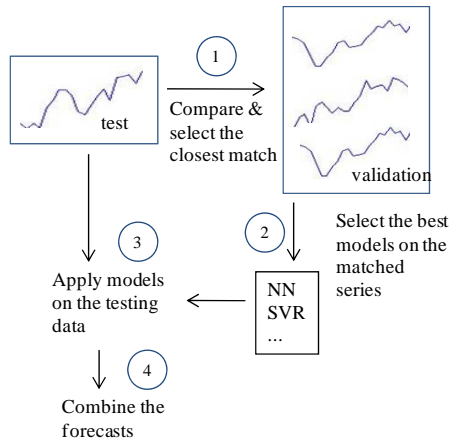 1
test
Compare &
select the
closest match
validation
2
Select the best
models on the
matched
series
3
Apply models
on the testing
data
NN
SVR
...
4
Combine the
forecasts